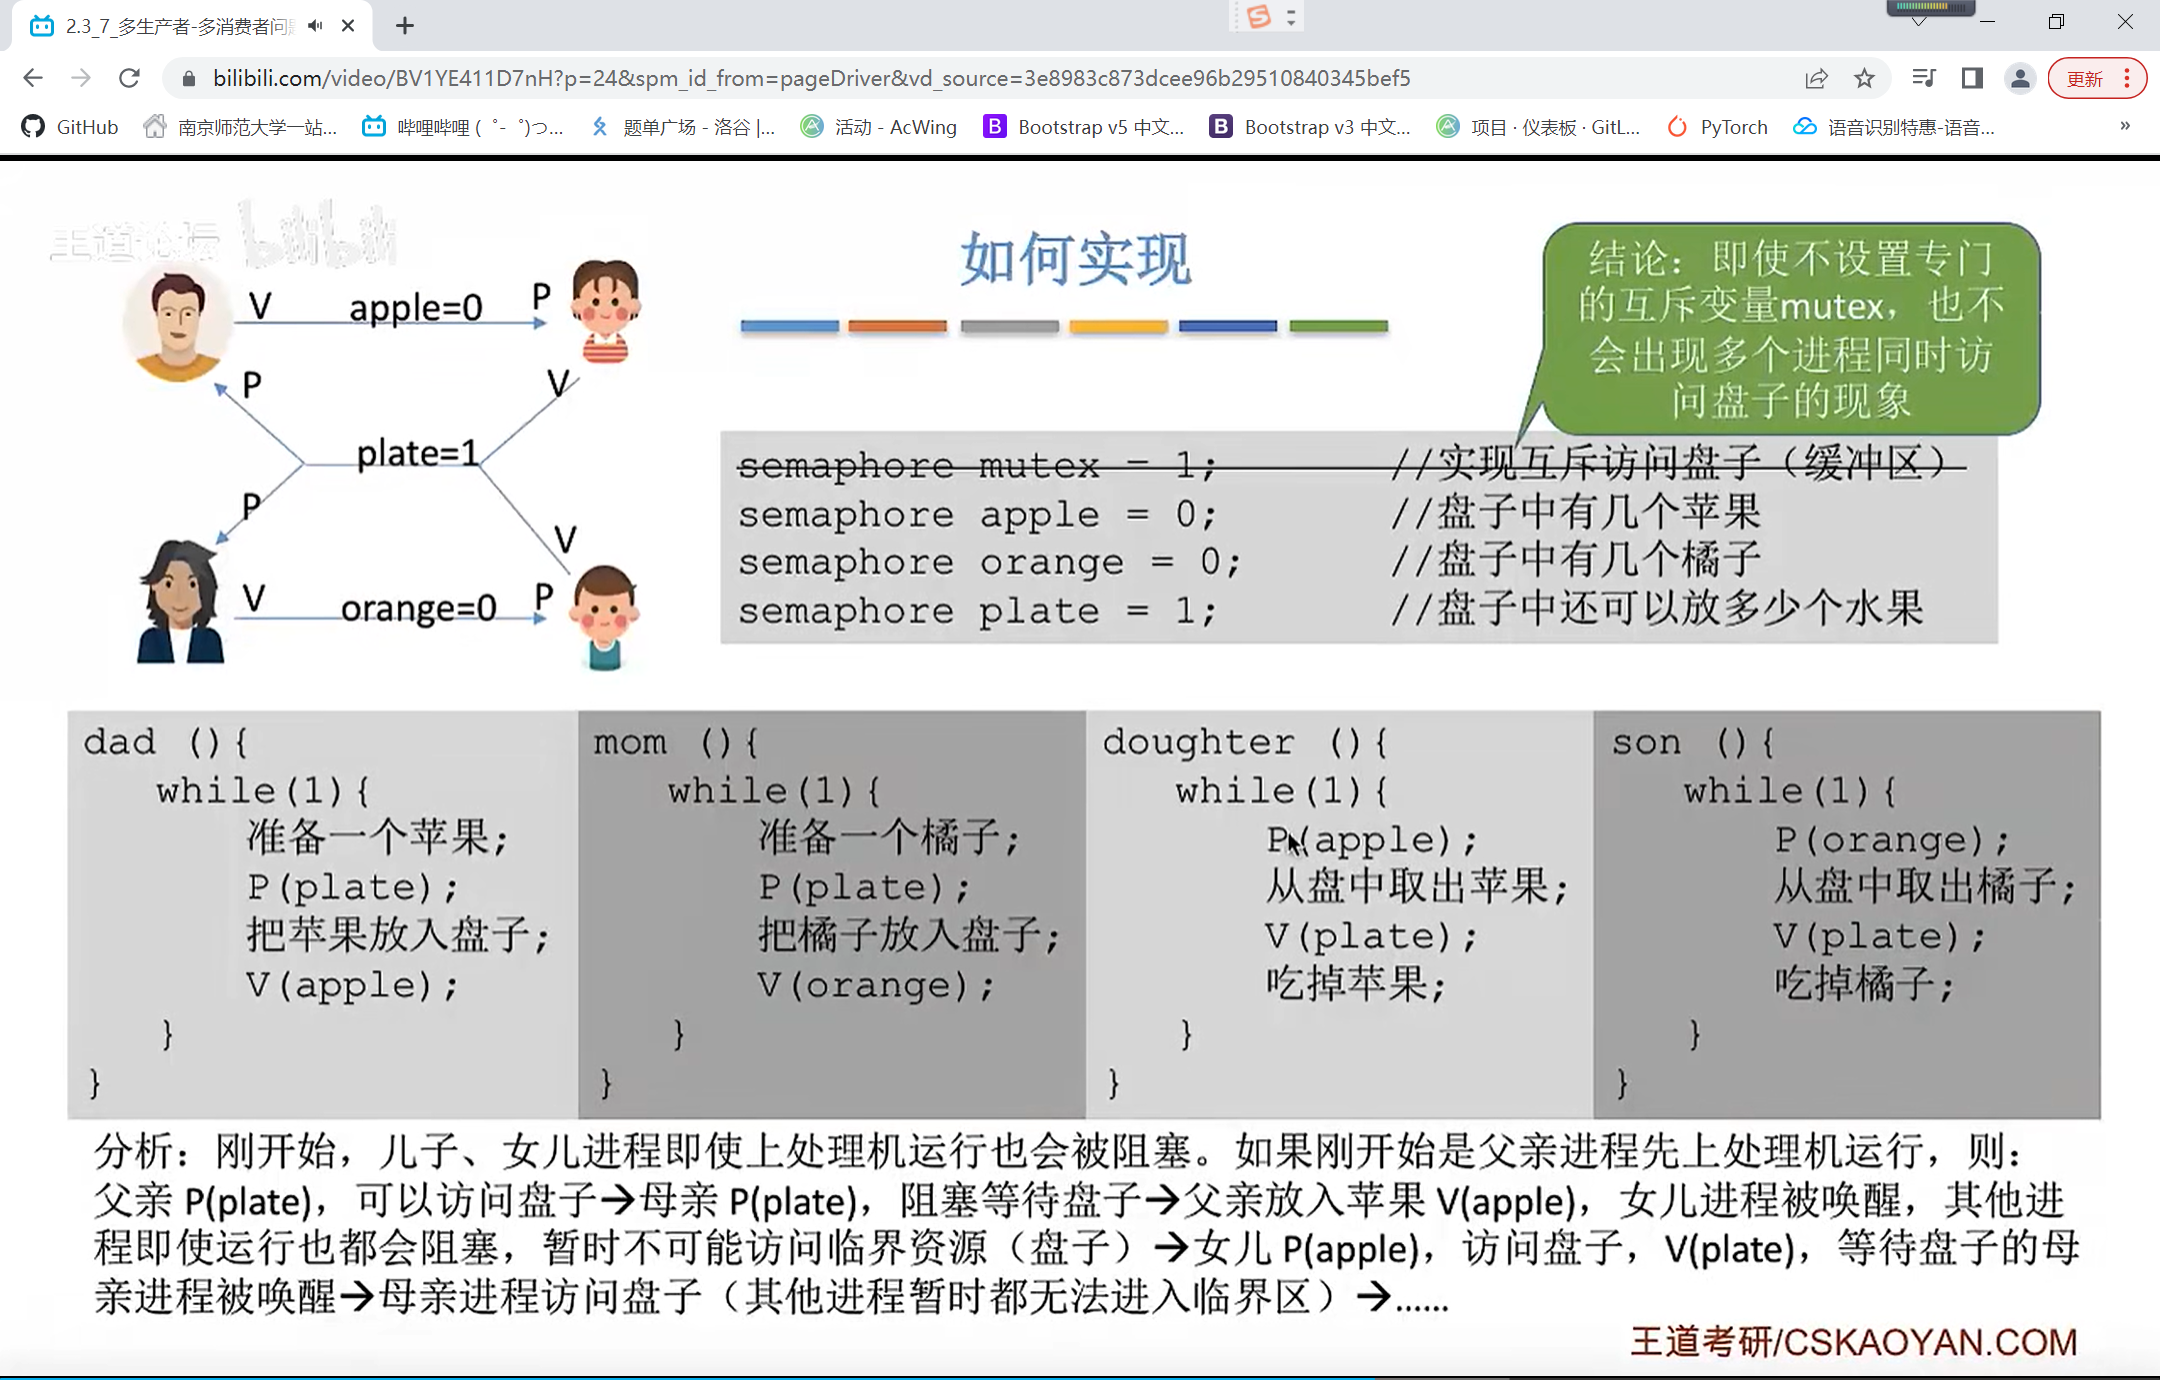 2.3_7_多生产者-多消费者问题
bilibili.com/video/BV1YE411D7nH?p=24&spm_id_from=pageDriver&vd_source=3e8983c873dcee96b29510840345bef5
更新
GitHub
南京师范大学一站...
哔哩哔哩 (゜-゜)つ...
题单广场 - 洛谷 |...
活动 - AcWing
Bootstrap v5 中文...
Bootstrap v3 中文...
项目 · 仪表板 · GitL...
PyTorch
语音识别特惠-语音...
»
王道论坛 bilibili
如何实现
结论：即使不设置专门
的互斥变量mutex，也不
会出现多个进程同时访
问盘子的现象
V apple=0 P
P V
plate=1
P V
V orange=0 P
semaphore mutex = 1; //实现互斥访问盘子（缓冲区）
semaphore apple = 0; //盘子中有几个苹果
semaphore orange = 0; //盘子中有几个橘子
semaphore plate = 1; //盘子中还可以放多少个水果
dad (){
while(1){
准备一个苹果;
P(plate);
把苹果放入盘子;
V(apple);
}
}
mom (){
while(1){
准备一个橘子;
P(plate);
把橘子放入盘子;
V(orange);
}
}
doughter (){
while(1){
P(apple);
从盘中取出苹果;
V(plate);
吃掉苹果;
}
}
son (){
while(1){
P(orange);
从盘中取出橘子;
V(plate);
吃掉橘子;
}
}
分析：刚开始，儿子、女儿进程即使上处理机运行也会被阻塞。如果刚开始是父亲进程先上处理机运行，则：
父亲 P(plate)，可以访问盘子→母亲 P(plate)，阻塞等待盘子→父亲放入苹果 V(apple)，女儿进程被唤醒，其他进
程即使运行也都会阻塞，暂时不可能访问临界资源（盘子）→女儿 P(apple)，访问盘子，V(plate)，等待盘子的母
亲进程被唤醒→母亲进程访问盘子（其他进程暂时都无法进入临界区）→......
王道考研/CSKAOYAN.COM